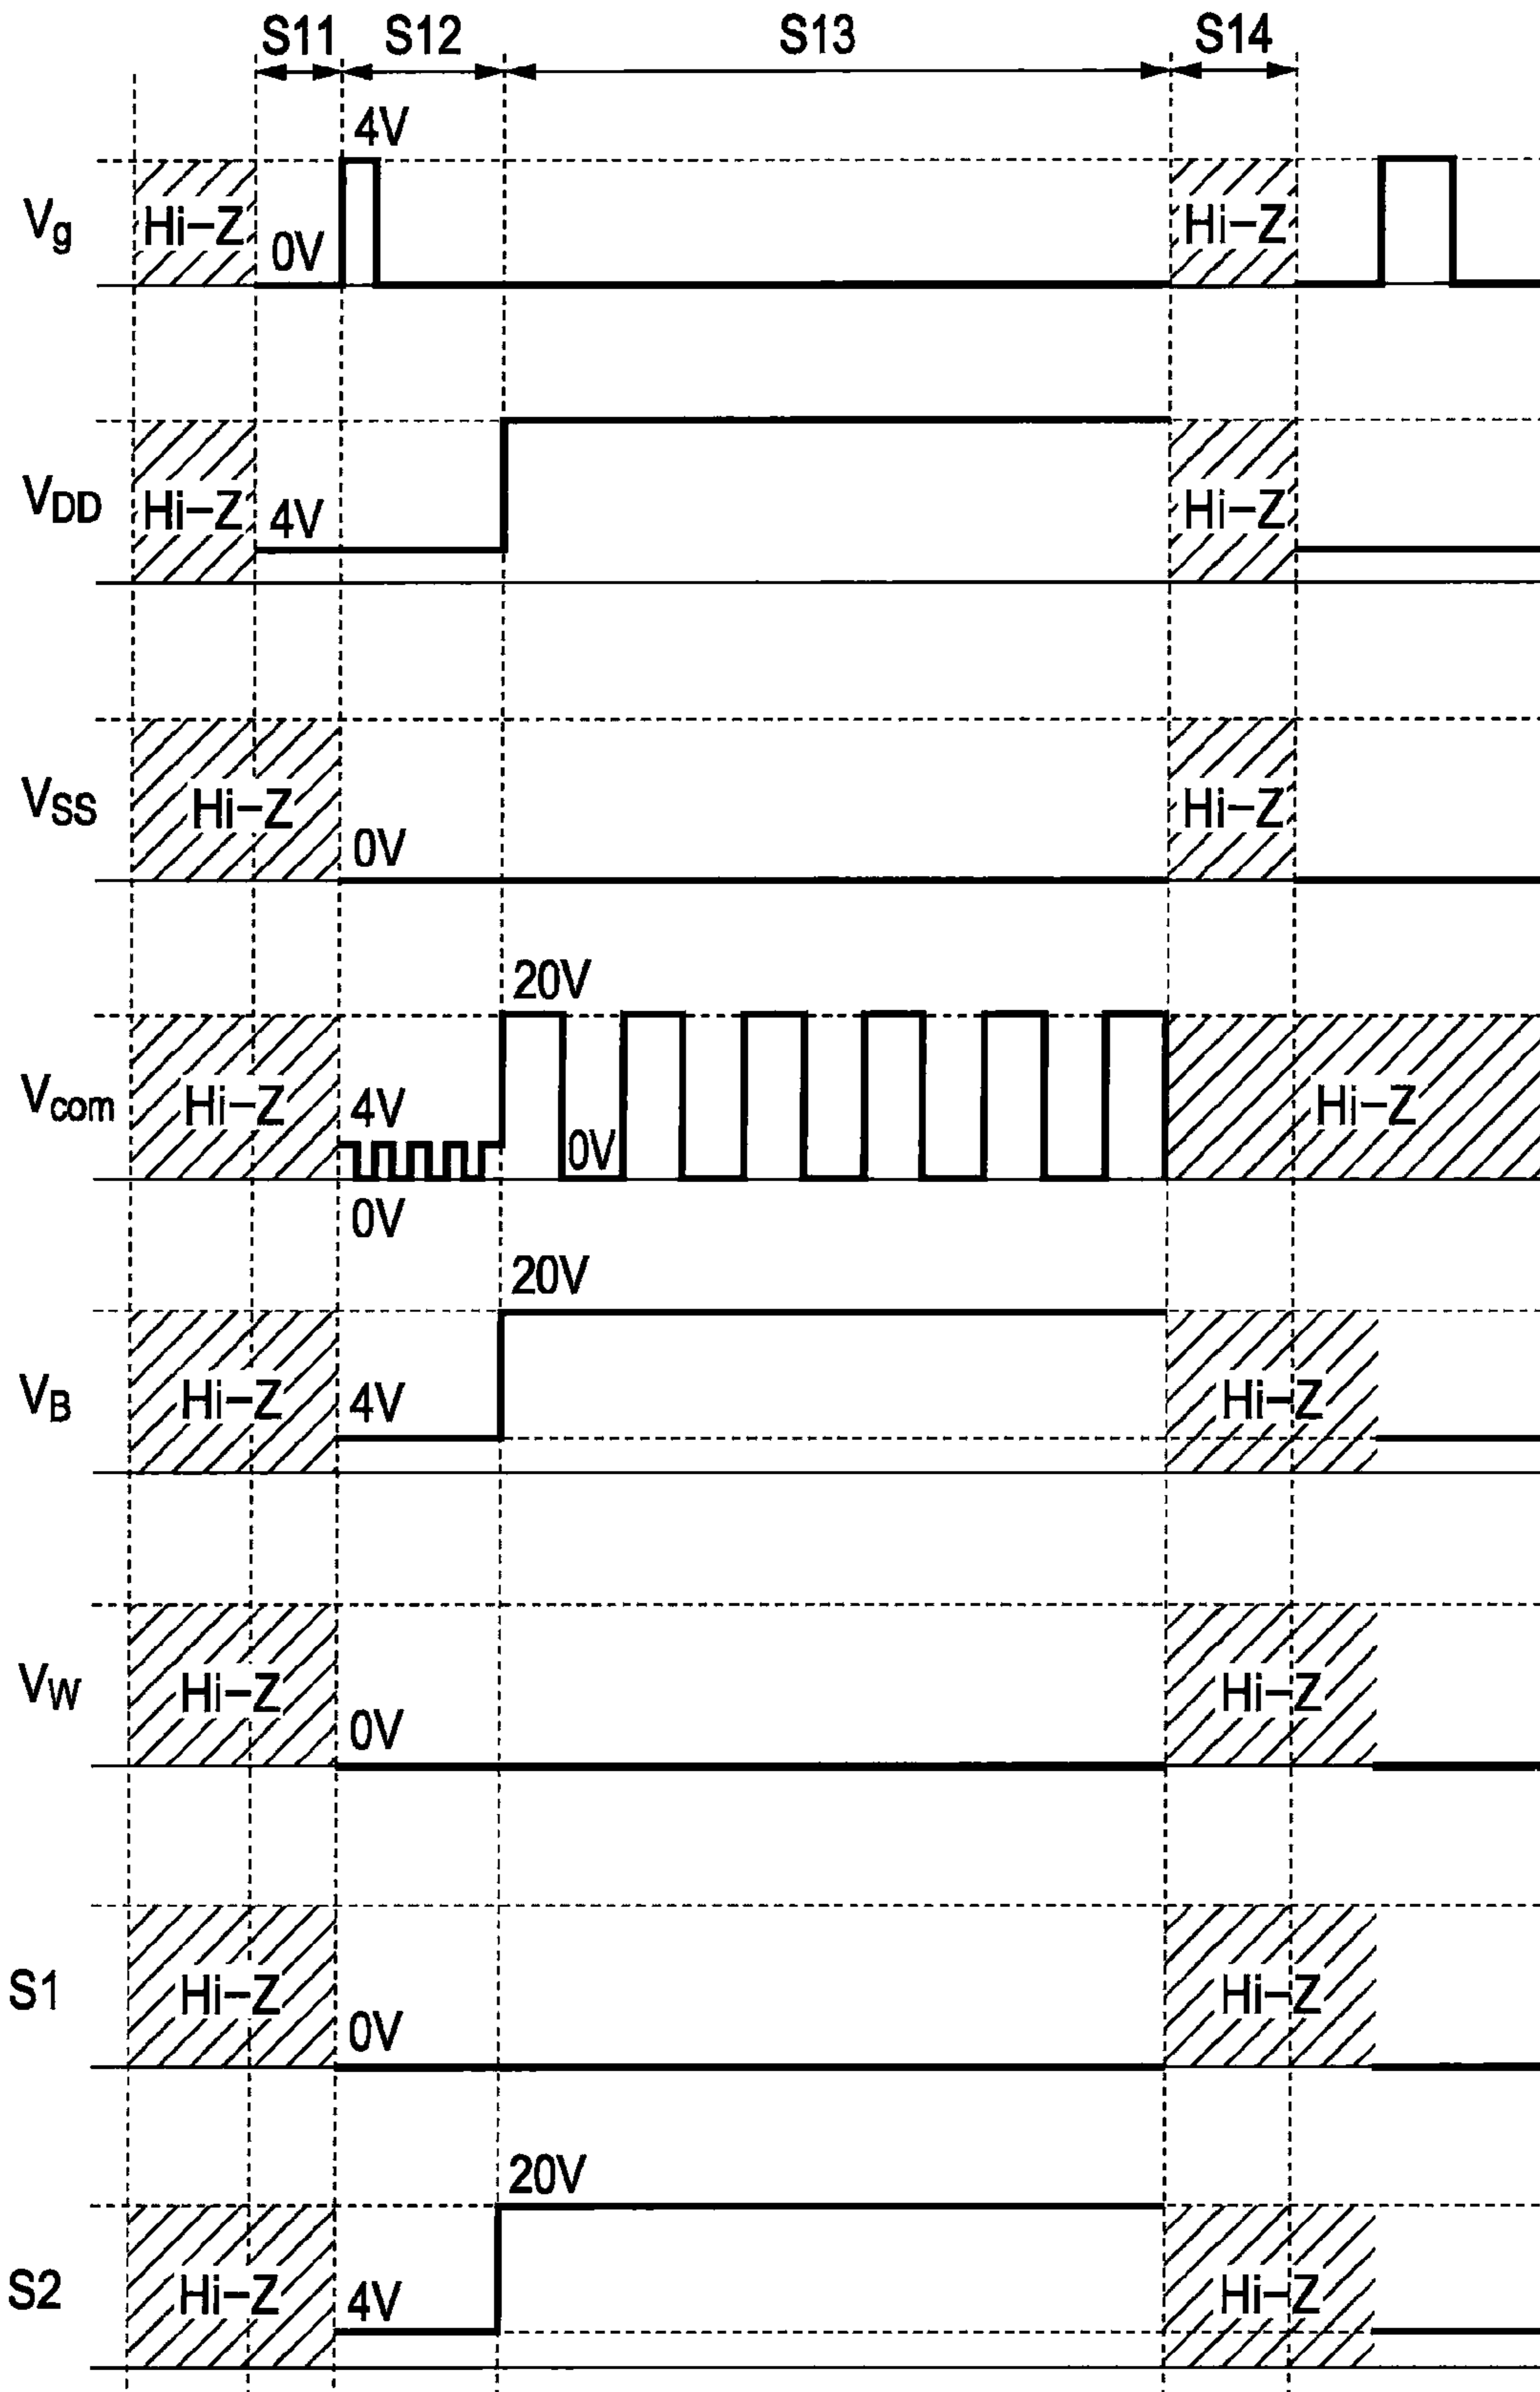 S11 S12 S13 S14
4V
Vg Hi-Z 0V Hi-Z
VDD Hi-Z 4V Hi-Z
VSS Hi-Z 0V Hi-Z
20V
Vcom Hi-Z 4V 0V Hi-Z
0V
20V
VB Hi-Z 4V Hi-Z
VW Hi-Z 0V Hi-Z
S1 Hi-Z 0V Hi-Z
20V
S2 Hi-Z 4V Hi-Z